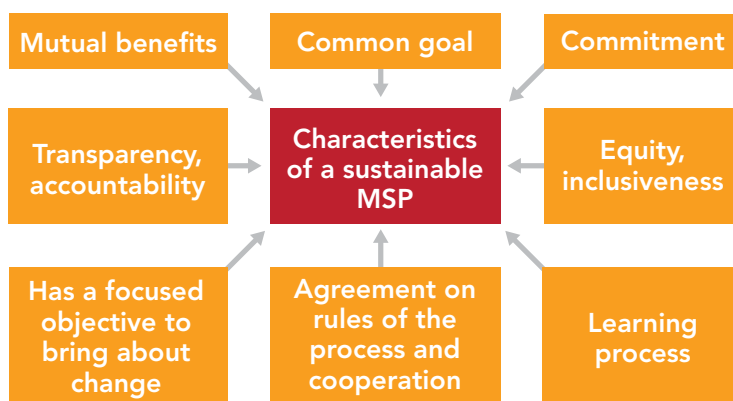 Mutual benefits
Common goal
Commitment
Transparency,
accountability
Characteristics
of a sustainable
MSP
Equity,
inclusiveness
Has a focused
objective to
bring about
change
Agreement on
rules of the
process and
cooperation
Learning
process